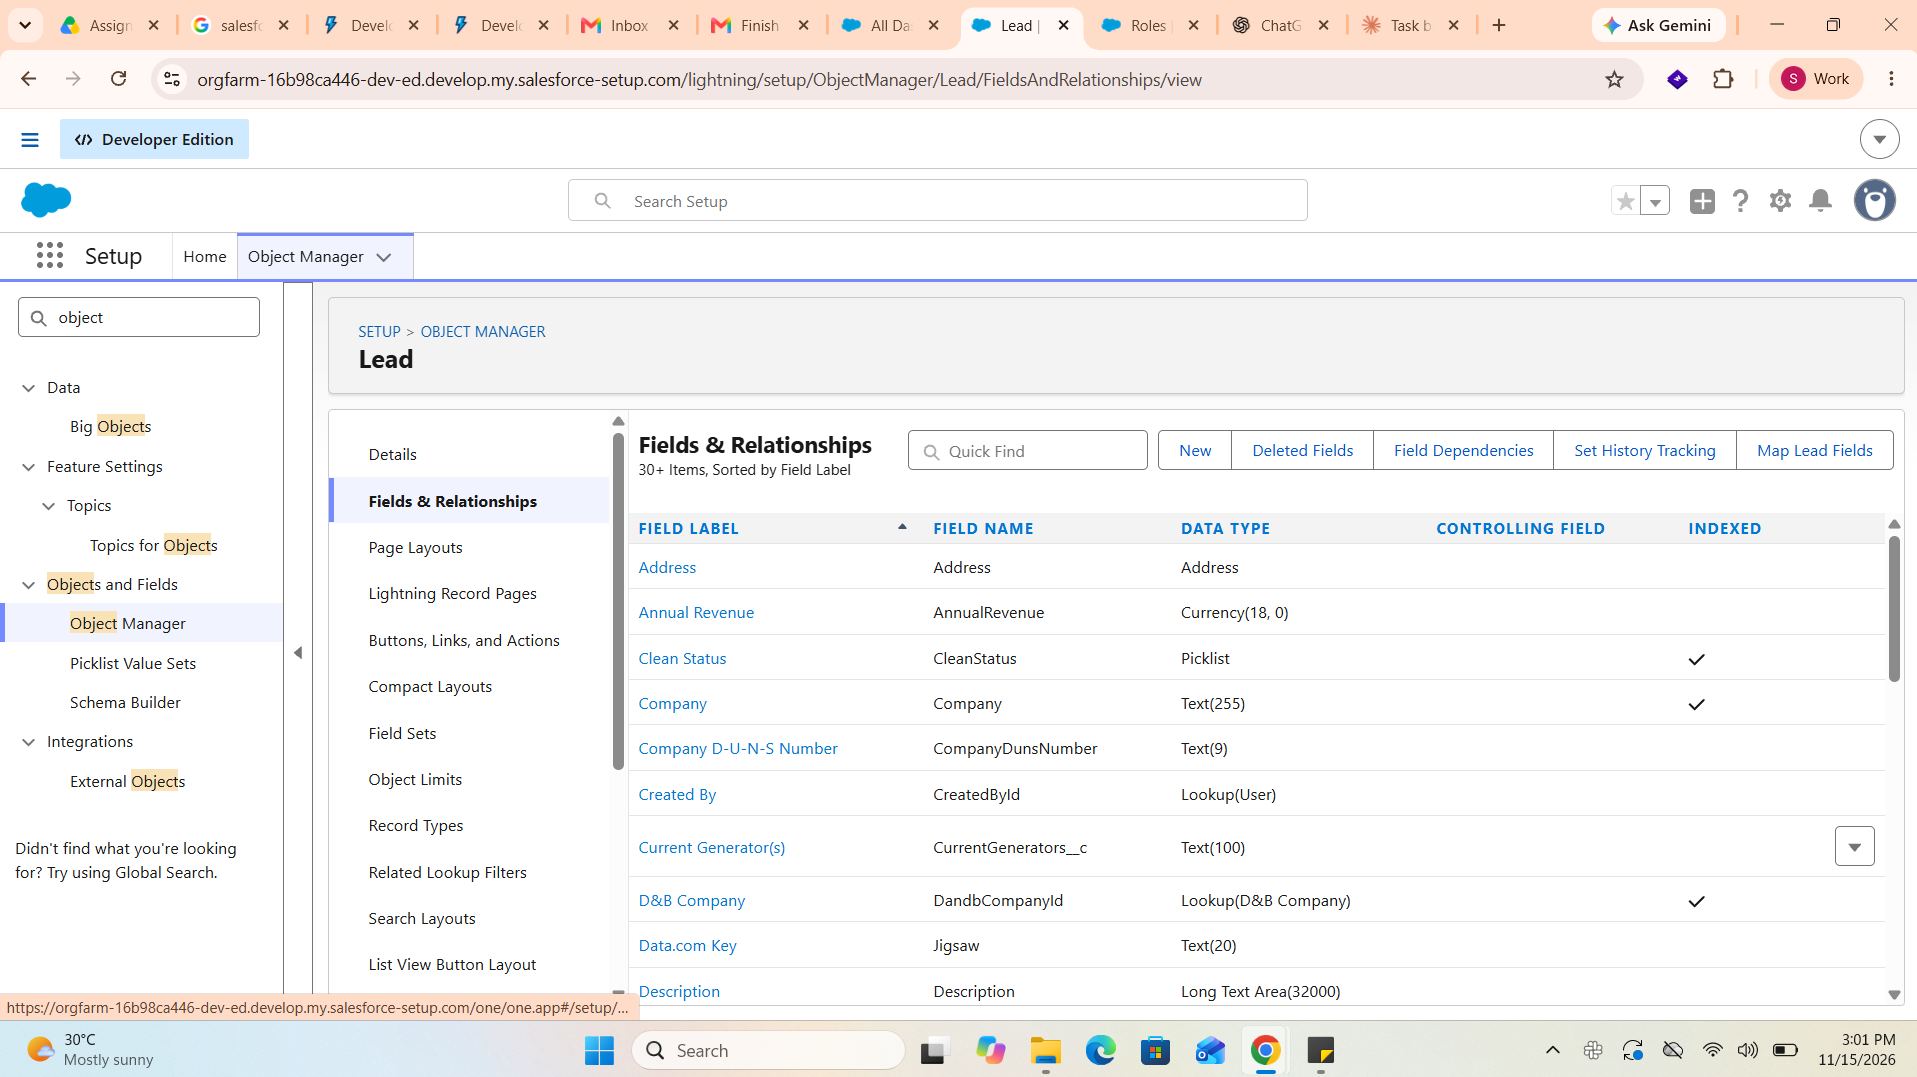 Assign
salesfo
Develo
Develo
Inbox
Finish
All Da
Lead |
Roles
ChatG
Task b
Ask Gemini
orgfarm-16b98ca446-dev-ed.develop.my.salesforce-setup.com/lightning/setup/ObjectManager/Lead/FieldsAndRelationships/view
S Work
Developer Edition
Search Setup
Setup
Home
Object Manager
object
Data
Big Objects
Feature Settings
Topics
Topics for Objects
Objects and Fields
Object Manager
Picklist Value Sets
Schema Builder
Integrations
External Objects
Didn't find what you're looking
for? Try using Global Search.
SETUP > OBJECT MANAGER
Lead
Details
Fields & Relationships
Page Layouts
Lightning Record Pages
Buttons, Links, and Actions
Compact Layouts
Field Sets
Object Limits
Record Types
Related Lookup Filters
Search Layouts
List View Button Layout
Fields & Relationships
30+ Items, Sorted by Field Label
Quick Find
New
Deleted Fields
Field Dependencies
Set History Tracking
Map Lead Fields
FIELD LABEL FIELD NAME DATA TYPE CONTROLLING FIELD INDEXED
Address Address Address
Annual Revenue AnnualRevenue Currency(18, 0)
Clean Status CleanStatus Picklist
Company Company Text(255)
Company D-U-N-S Number CompanyDunsNumber Text(9)
Created By CreatedById Lookup(User)
Current Generator(s) CurrentGenerators__c Text(100)
D&B Company DandbCompanyId Lookup(D&B Company)
Data.com Key Jigsaw Text(20)
Description Description Long Text Area(32000)
https://orgfarm-16b98ca446-dev-ed.develop.my.salesforce-setup.com/one/one.app#/setup/...
30°C
Mostly sunny
Search
3:01 PM
11/15/2026